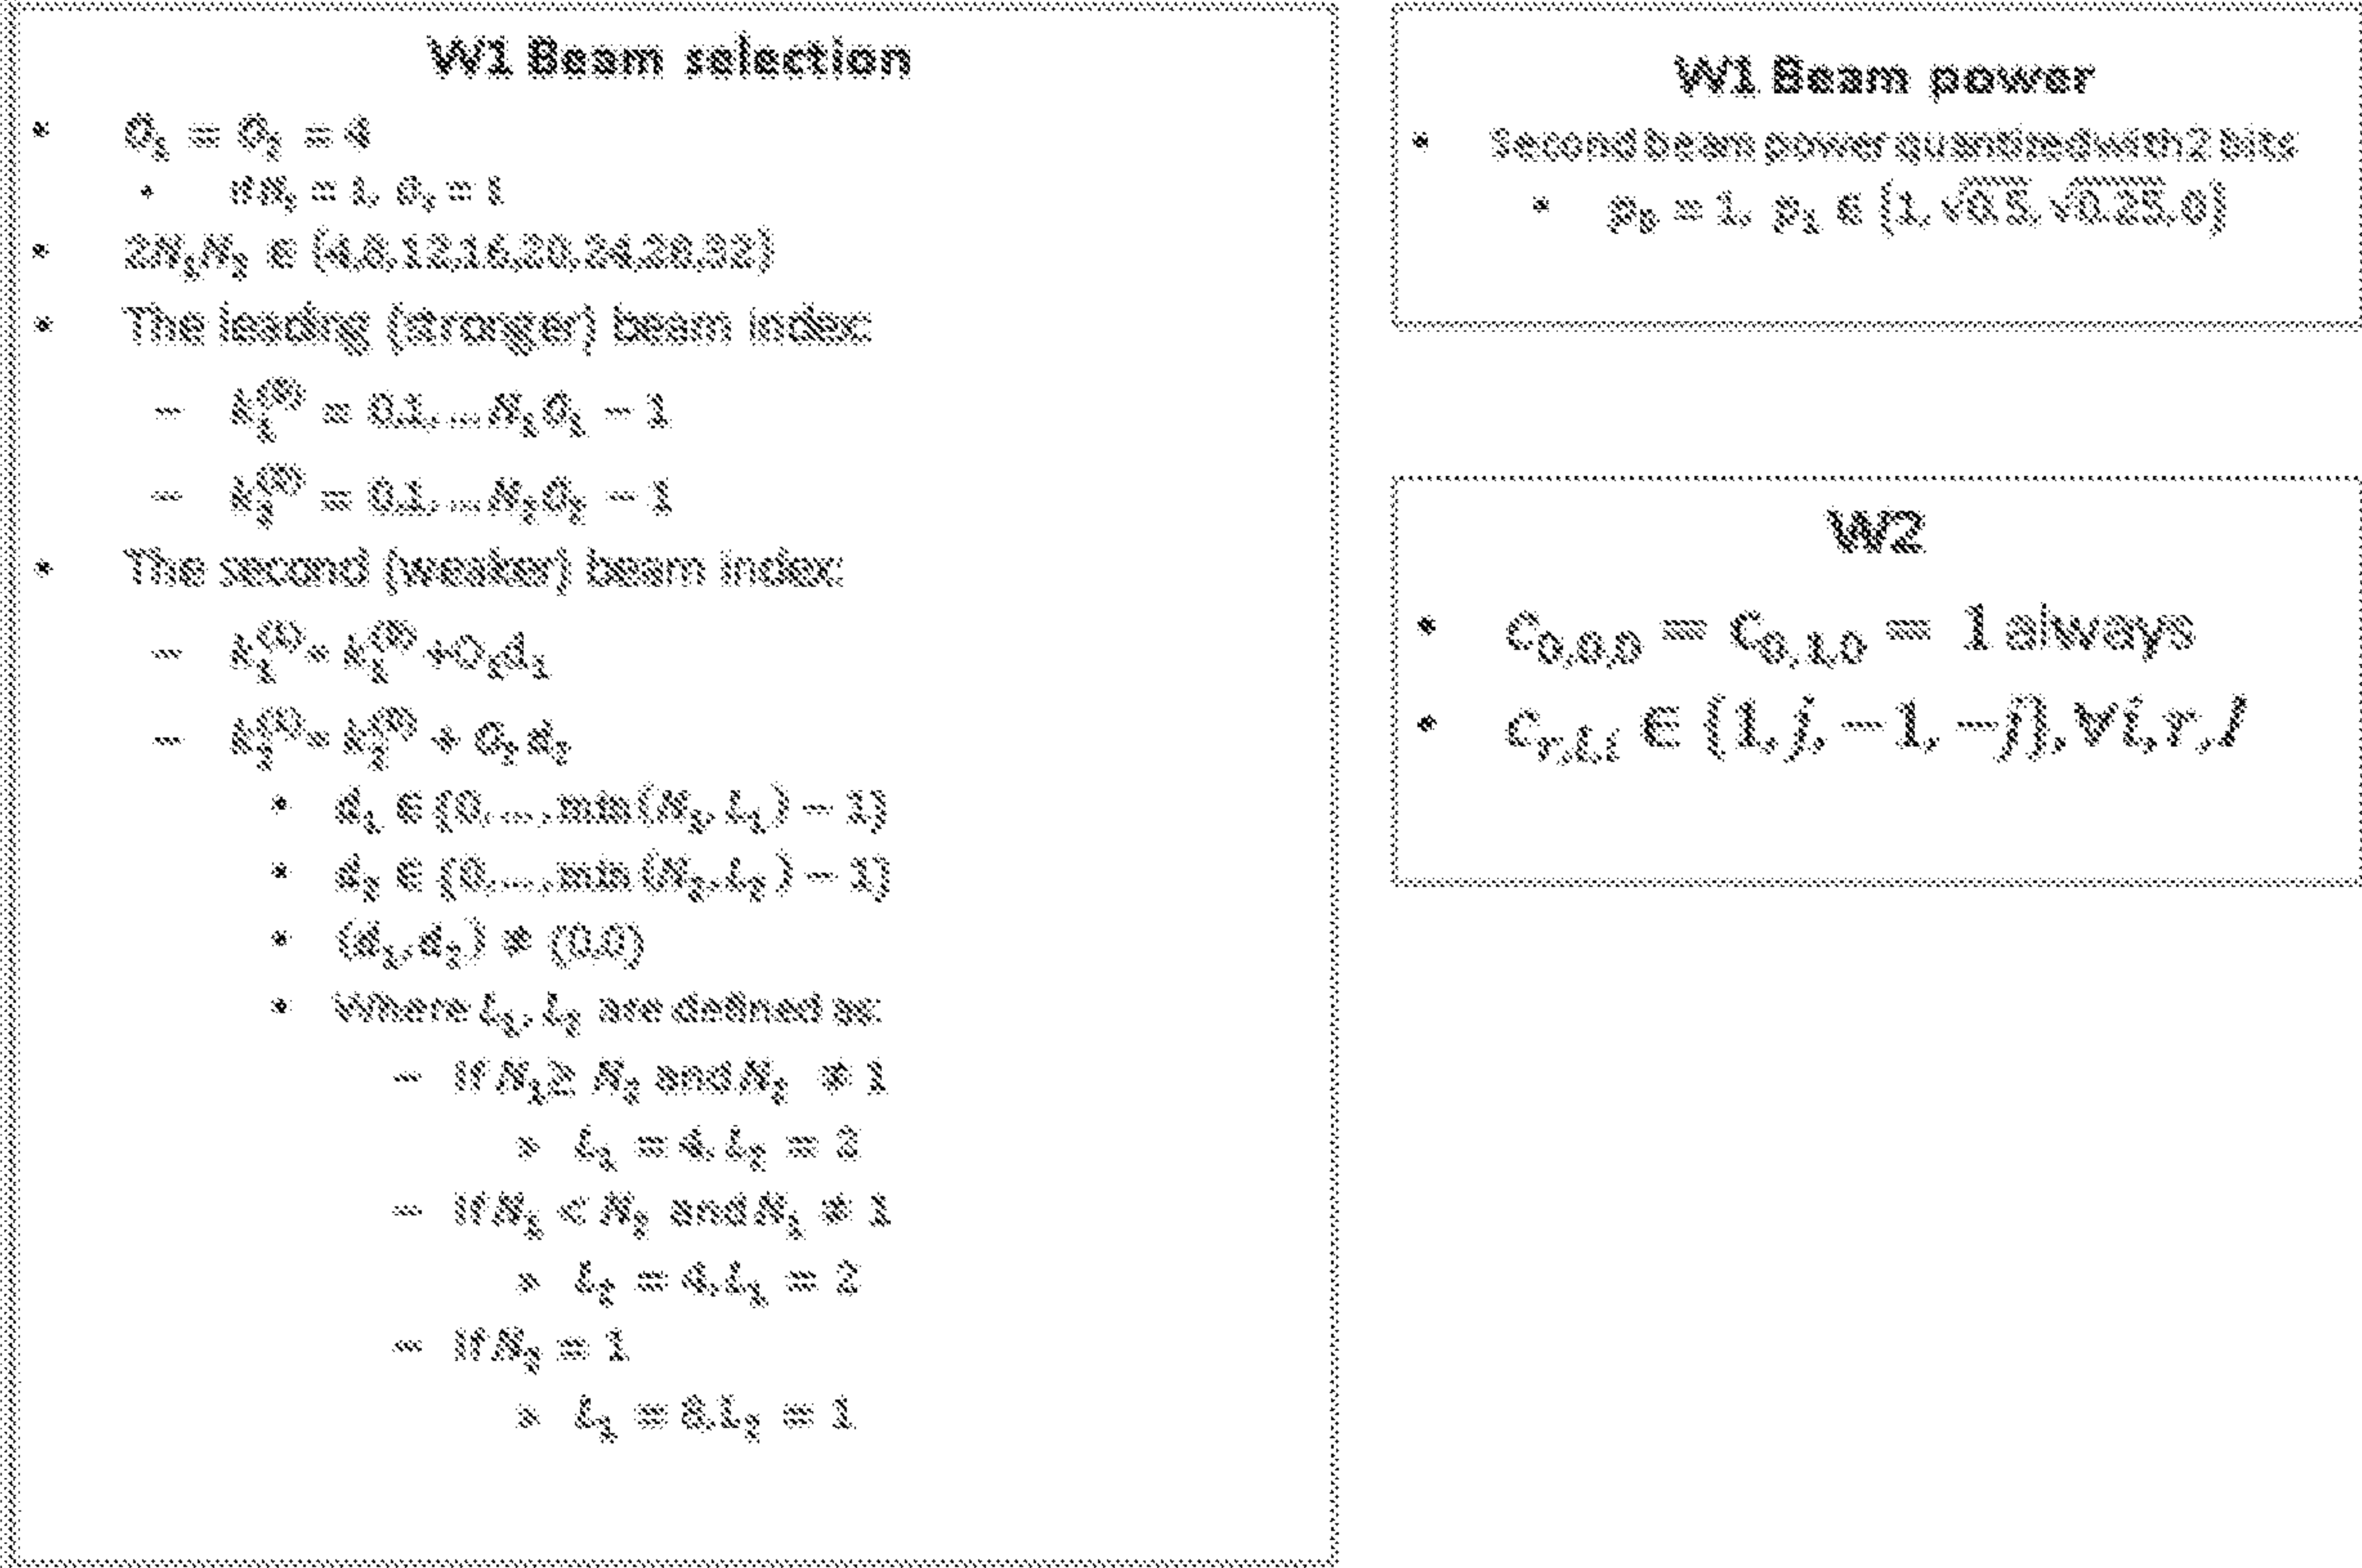 W1 Beam selection
• O₁ = O₂ = 4
• If N₂ = 1, O₂ = 1
• 2N₁N₂ ∈ {4,8,12,16,20,24,28,32}
• The leading (stronger) beam index:
– k₁⁽⁰⁾ = 0,1,...N₁O₁ − 1
– k₂⁽⁰⁾ = 0,1,...N₂O₂ − 1
• The second (weaker) beam index:
– k₁⁽¹⁾= k₁⁽⁰⁾ +O₁d₁
– k₂⁽¹⁾= k₂⁽⁰⁾ + O₂d₂
• d₁ ∈ {0,...,min(N₁,L₁) − 1}
• d₂ ∈ {0,...,min(N₂,L₂) − 1}
• (d₁,d₂) ≠ (0,0)
• Where L₁, L₂ are defined as:
– If N₁≥ N₂ and N₂ ≠ 1
» L₁ = 4,L₂ = 2
– If N₁ < N₂ and N₁ ≠ 1
» L₂ = 4,L₁ = 2
– if N₂ = 1
» L₁ = 8,L₂ = 1
W1 Beam power
• Second beam power quantized with 2 bits
• p₀ = 1, p₁ ∈ {1, √0.5, √0.25, 0}
W2
• c₀,₀,₀ = c₀,₁,₀ = 1 always
• c_{r,l,i} ∈ {1, j, −1, −j}, ∀i, r, l